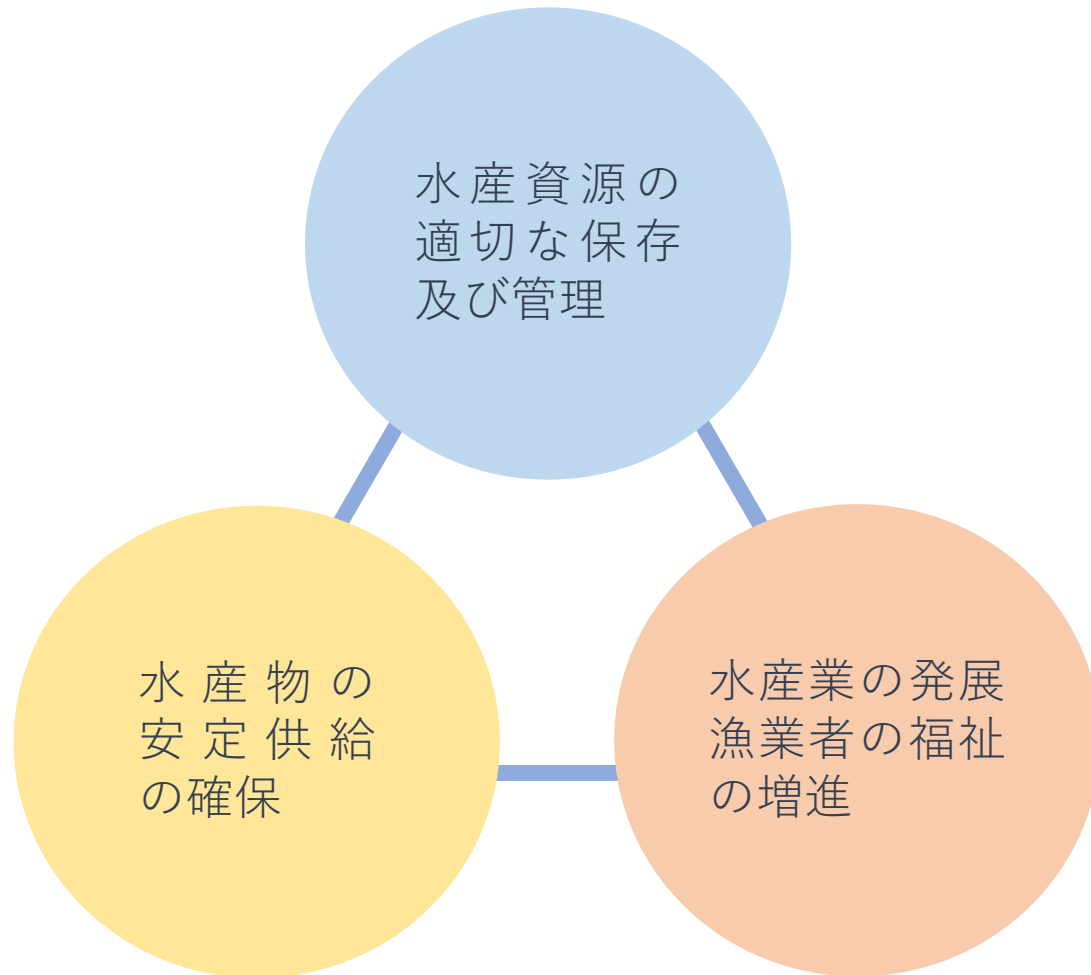 水産資源の
適切な保存
及び管理
水産物の
安定供給
の確保
水産業の発展
漁業者の福祉
の増進